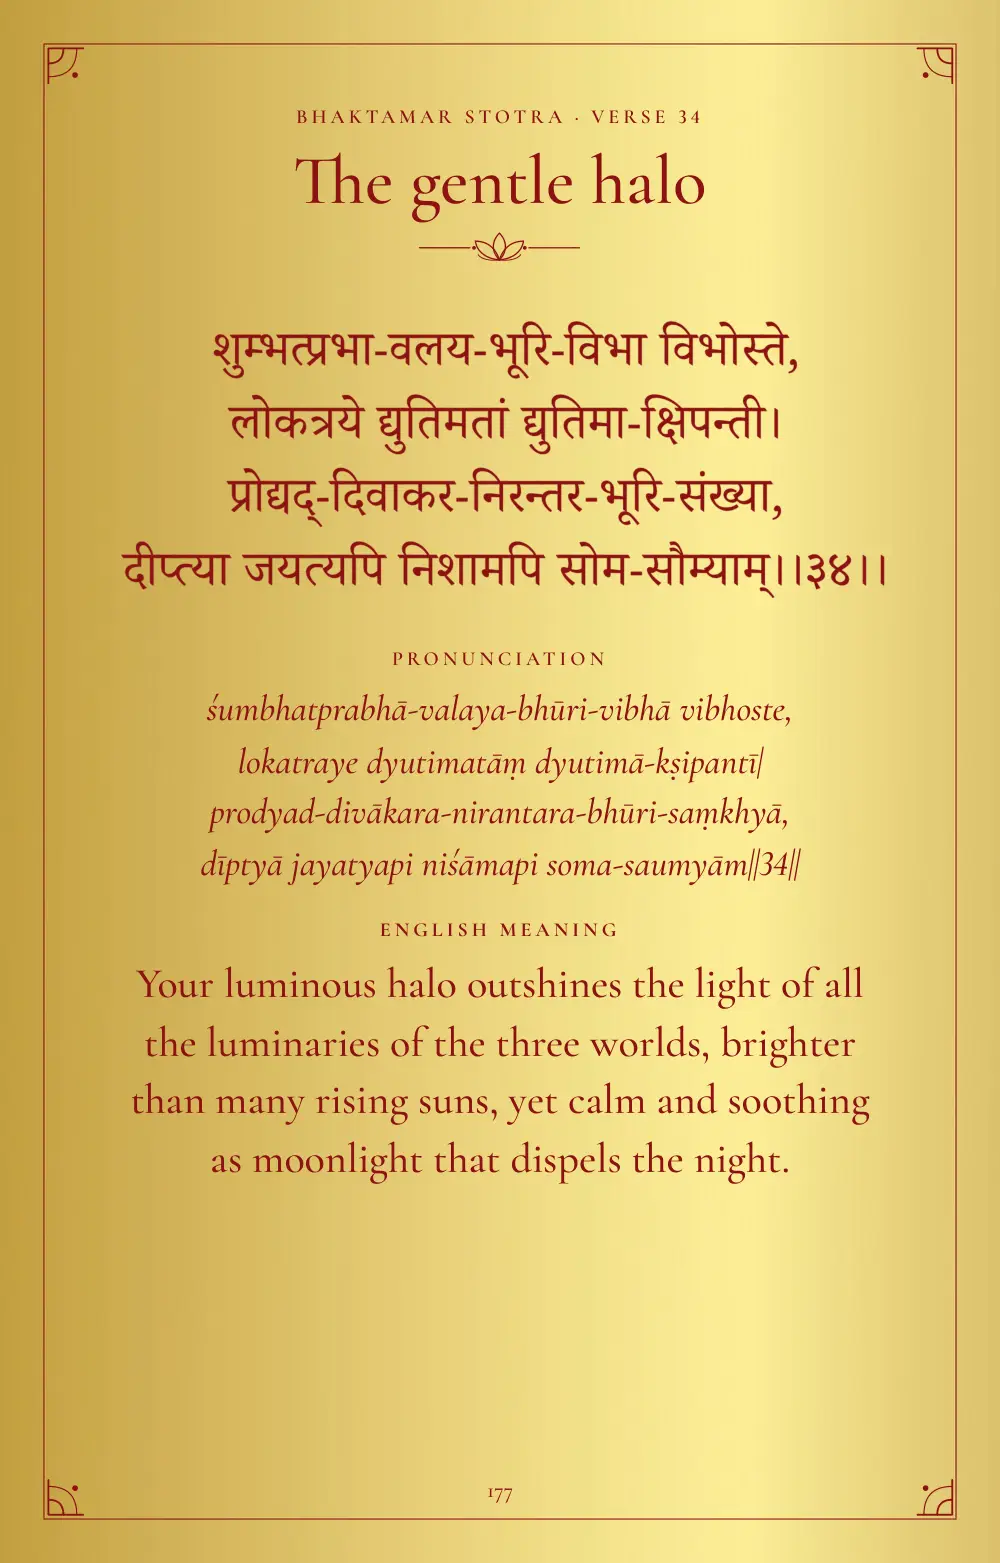 BHAKTAMAR STOTRA · VERSE 34
The gentle halo
शुम्भत्प्रभा-वलय-भूरि-विभा विभोस्ते,
लोकत्रये द्युतिमतां द्युतिमा-क्षिपन्ती।
प्रोद्यद्-दिवाकर-निरन्तर-भूरि-संख्या,
दीप्त्या जयत्यपि निशामपि सोम-सौम्याम्।।३४।।
PRONUNCIATION
śumbhatprabhā-valaya-bhūri-vibhā vibhoste,
lokatraye dyutimatāṃ dyutimā-kṣipantī|
prodyad-divākara-nirantara-bhūri-saṃkhyā,
dīptyā jayatyapi niśāmapi soma-saumyām||34||
ENGLISH MEANING
Your luminous halo outshines the light of all
the luminaries of the three worlds, brighter
than many rising suns, yet calm and soothing
as moonlight that dispels the night.
177